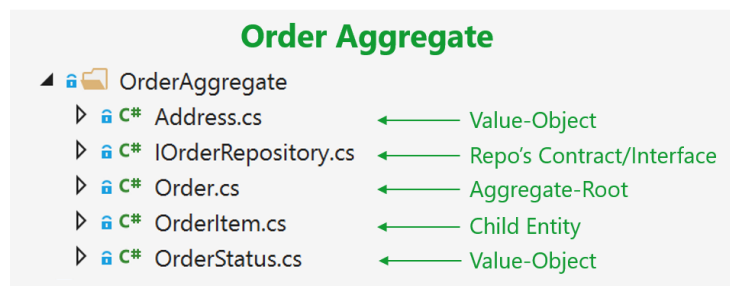 Order Aggregate
OrderAggregate
C# Address.cs Value-Object
C# IOrderRepository.cs Repo's Contract/Interface
C# Order.cs Aggregate-Root
C# OrderItem.cs Child Entity
C# OrderStatus.cs Value-Object